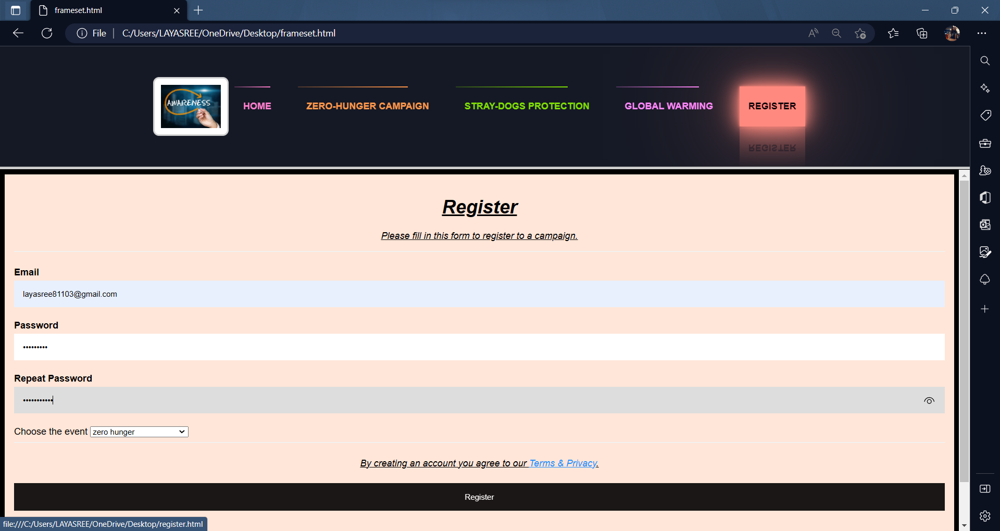 frameset.html
File
C:/Users/LAYASREE/OneDrive/Desktop/frameset.html
AWARENESS
HOME
ZERO-HUNGER CAMPAIGN
STRAY-DOGS PROTECTION
GLOBAL WARMING
REGISTER
REGISTER
Register
Please fill in this form to register to a campaign.
Email
layasree81103@gmail.com
Password
•••••••••
Repeat Password
•••••••••••
Choose the event zero hunger
By creating an account you agree to our Terms & Privacy.
Register
file:///C:/Users/LAYASREE/OneDrive/Desktop/register.html